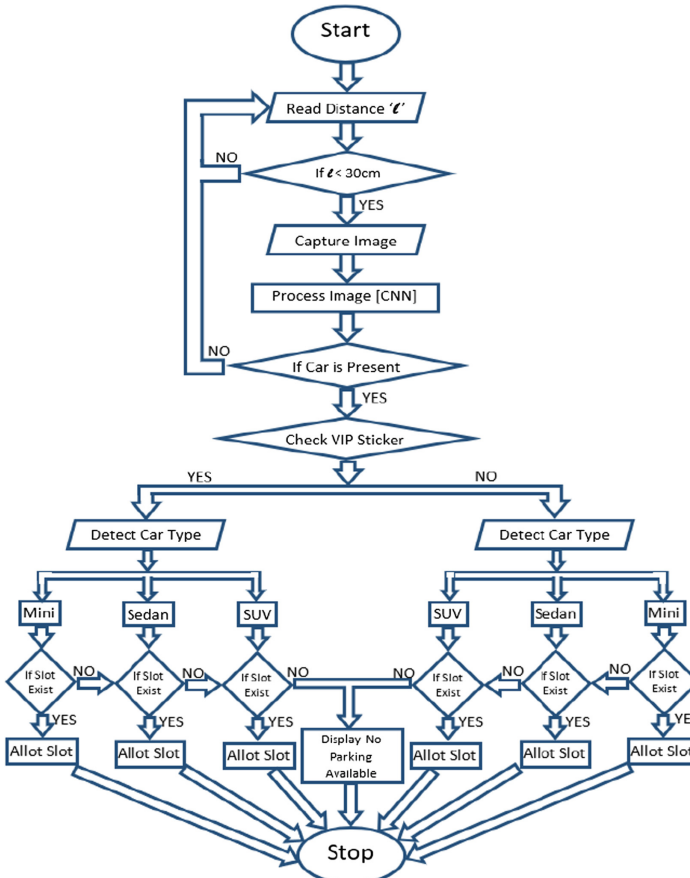 Start
Read Distance ‘ℓ’
NO
If ℓ < 30cm
YES
Capture Image
Process Image [CNN]
NO
If Car is Present
YES
Check VIP Sticker
YES
NO
Detect Car Type
Detect Car Type
Mini
Sedan
SUV
SUV
Sedan
Mini
If Slot
Exist
NO
If Slot
Exist
NO
If Slot
Exist
NO
NO
If Slot
Exist
NO
If Slot
Exist
NO
If Slot
Exist
YES
YES
YES
YES
YES
YE
Allot Slot
Allot Slot
Allot Slot
Display No
Parking
Available
Allot Slot
Allot Slot
Allot Slot
Stop